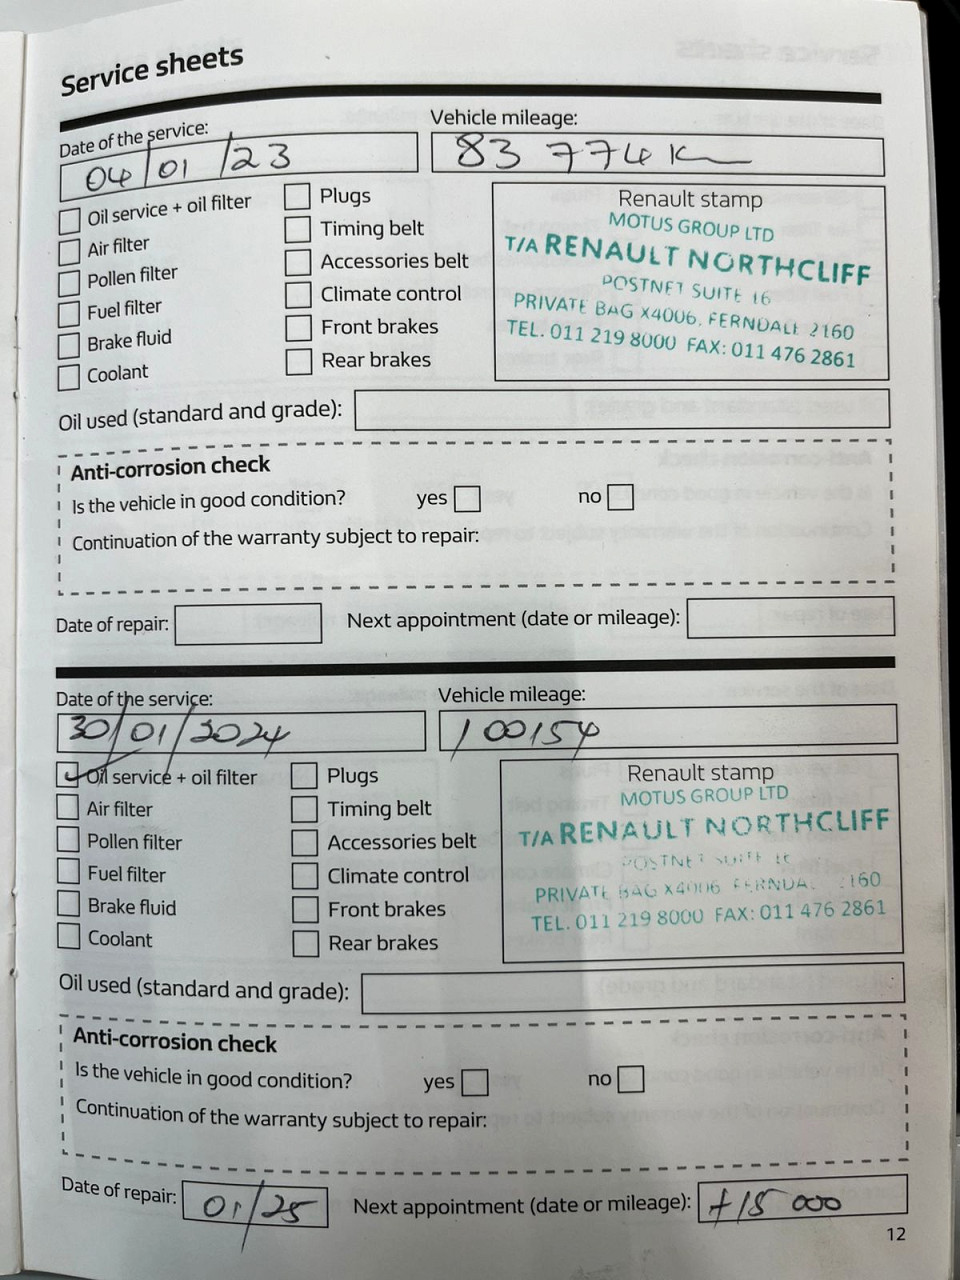 Service sheets
Date of the service:
04/01/23
Vehicle mileage:
83 774 K
Oil service + oil filter
Air filter
Pollen filter
Fuel filter
Brake fluid
Coolant
Plugs
Timing belt
Accessories belt
Climate control
Front brakes
Rear brakes
Renault stamp
MOTUS GROUP LTD
T/A RENAULT NORTHCLIFF
POSTNET SUITE 16
PRIVATE BAG X4006, FERNDALE 2160
TEL. 011 219 8000 FAX: 011 476 2861
Oil used (standard and grade):
Anti-corrosion check
Is the vehicle in good condition? yes no
Continuation of the warranty subject to repair:
Date of repair: Next appointment (date or mileage):
Date of the service:
30/01/2024
Vehicle mileage:
100154
Oil service + oil filter
Air filter
Pollen filter
Fuel filter
Brake fluid
Coolant
Plugs
Timing belt
Accessories belt
Climate control
Front brakes
Rear brakes
Renault stamp
MOTUS GROUP LTD
T/A RENAULT NORTHCLIFF
POSTNET SUITE
PRIVATE BAG X4006 FERNDAL 2160
TEL. 011 219 8000 FAX: 011 476 2861
Oil used (standard and grade):
Anti-corrosion check
Is the vehicle in good condition? yes no
Continuation of the warranty subject to repair:
Date of repair: 01/25 Next appointment (date or mileage): +15 000
12